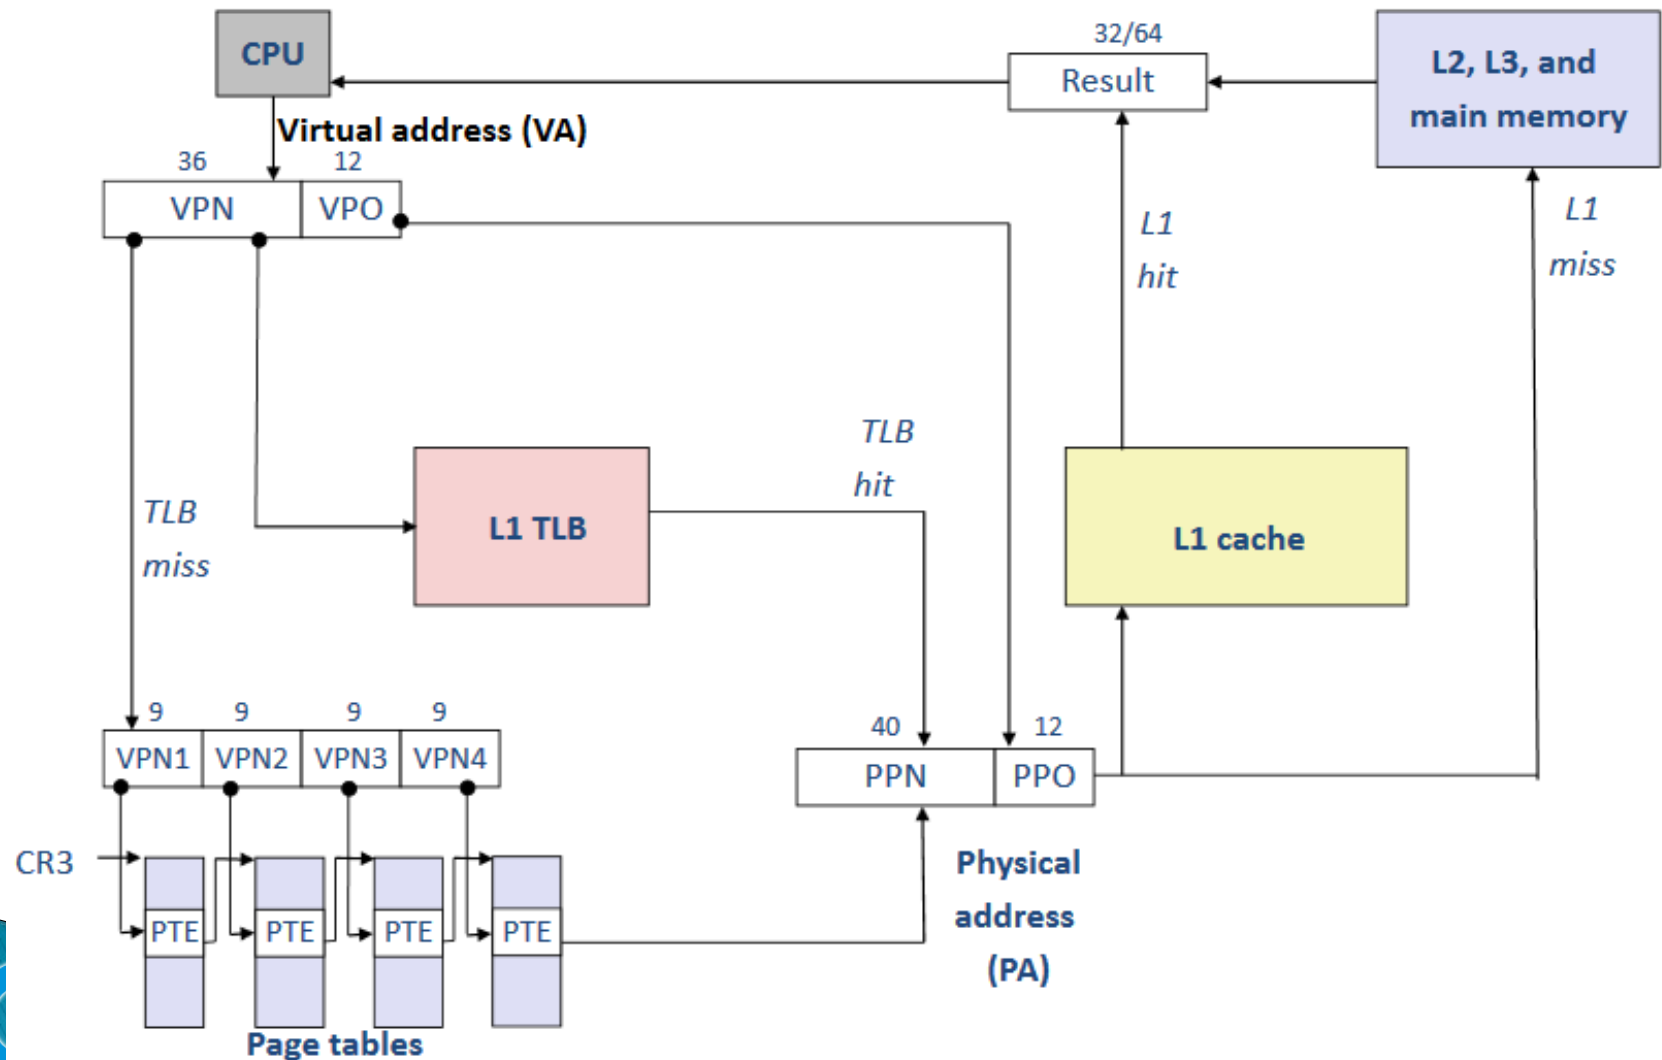 CPU
32/64
Result
L2, L3, and
main memory
Virtual address (VA)
36
12
VPN
VPO
L1
hit
L1
miss
TLB
hit
TLB
miss
L1 TLB
L1 cache
9
9
9
9
VPN1
VPN2
VPN3
VPN4
40
12
PPN
PPO
CR3
PTE
PTE
PTE
PTE
Physical
address
(PA)
Page tables